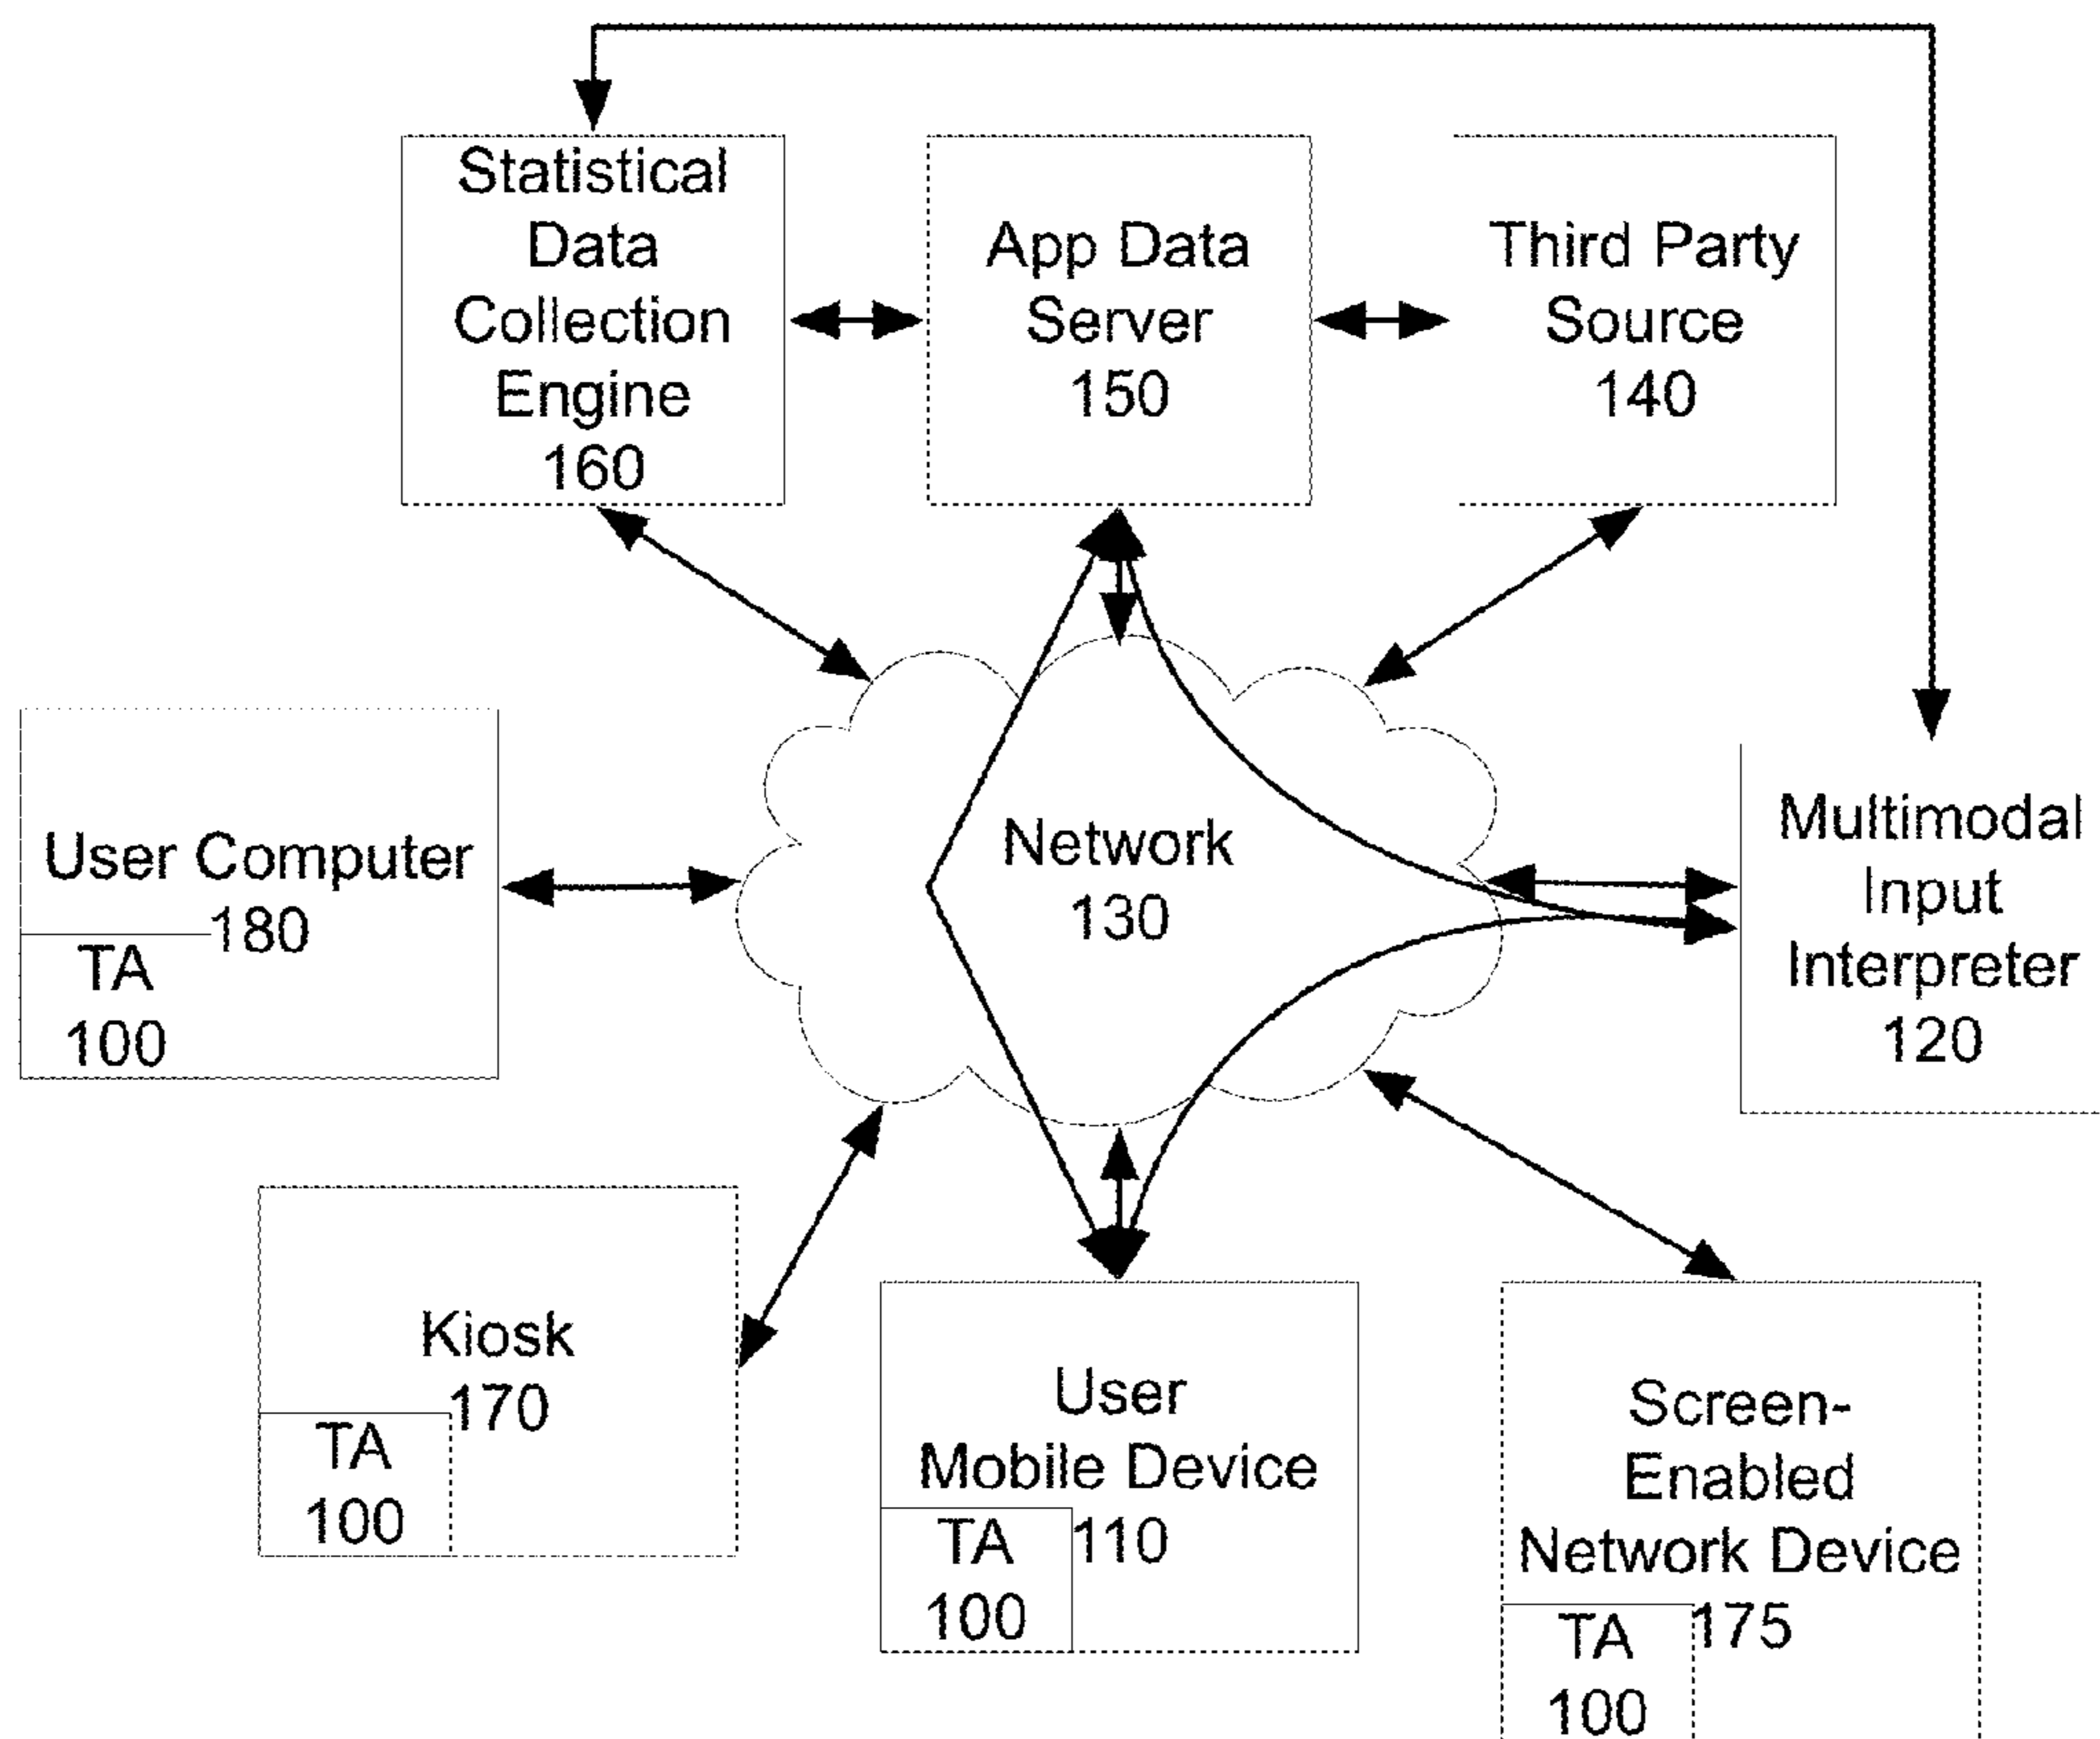 Statistical
Data
Collection
Engine
160
App Data
Server
150
Third Party
Source
140
Network
130
User Computer
180
TA
100
Multimodal
Input
Interpreter
120
Kiosk
170
TA
100
User
Mobile Device
110
TA
100
Screen-
Enabled
Network Device
175
TA
100